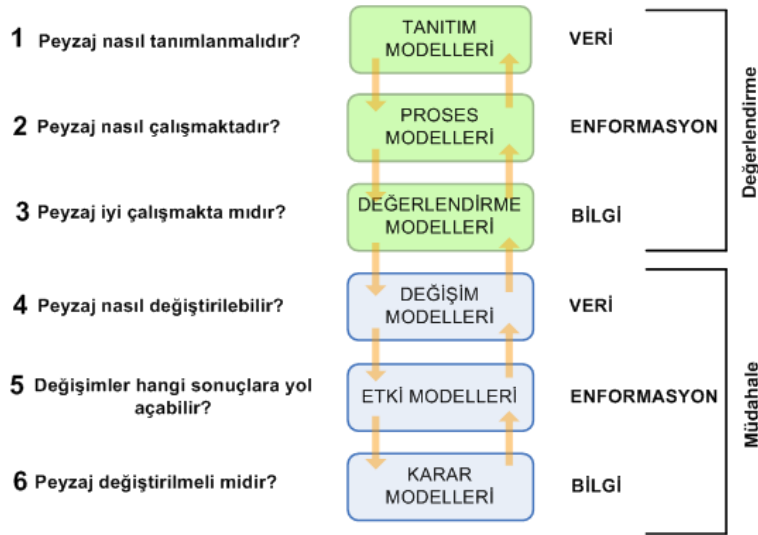 1 Peyzaj nasıl tanımlanmalıdır?
TANITIM
MODELLERİ
VERİ
2 Peyzaj nasıl çalışmaktadır?
PROSES
MODELLERİ
ENFORMASYON
3 Peyzaj iyi çalışmakta mıdır?
DEĞERLENDİRME
MODELLERİ
BİLGİ
Değerlendirme
4 Peyzaj nasıl değiştirilebilir?
DEĞİŞİM
MODELLERİ
VERİ
5 Değişimler hangi sonuçlara yol
açabilir?
ETKİ MODELLERİ
ENFORMASYON
6 Peyzaj değiştirilmeli midir?
KARAR
MODELLERİ
BİLGİ
Müdahale